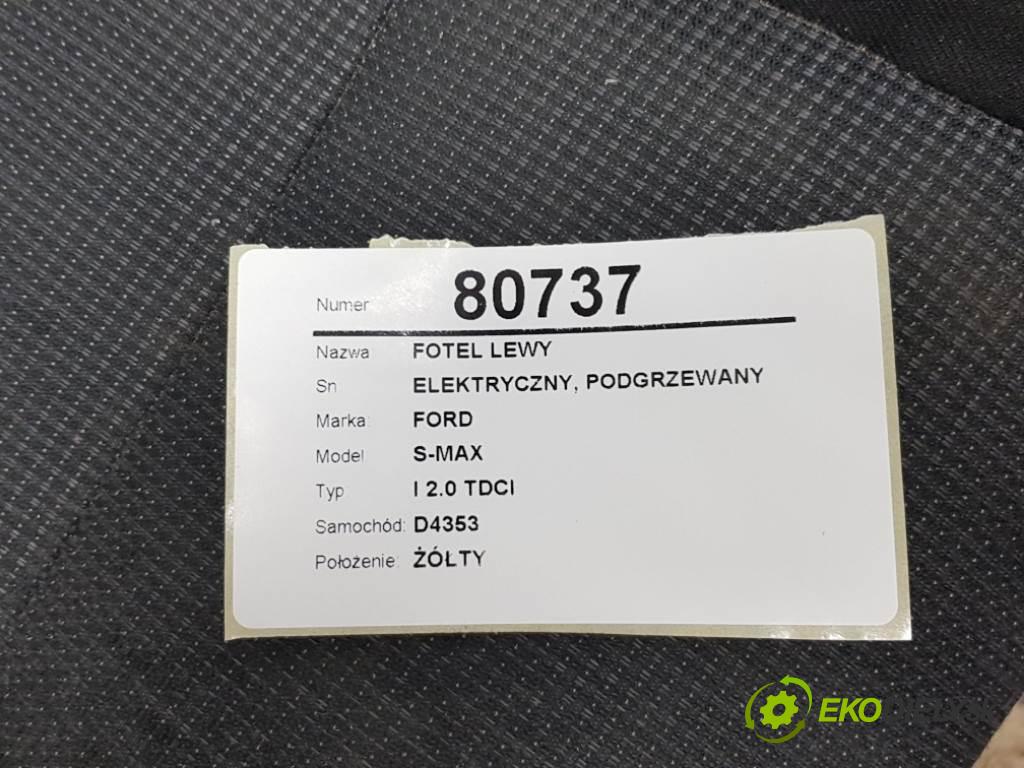 Numer 80737
Nazwa FOTEL LEWY
Sn ELEKTRYCZNY, PODGRZEWANY
Marka: FORD
Model S-MAX
Typ I 2.0 TDCI
Samochód: D4353
Położenie: ŻÓŁTY
EKO